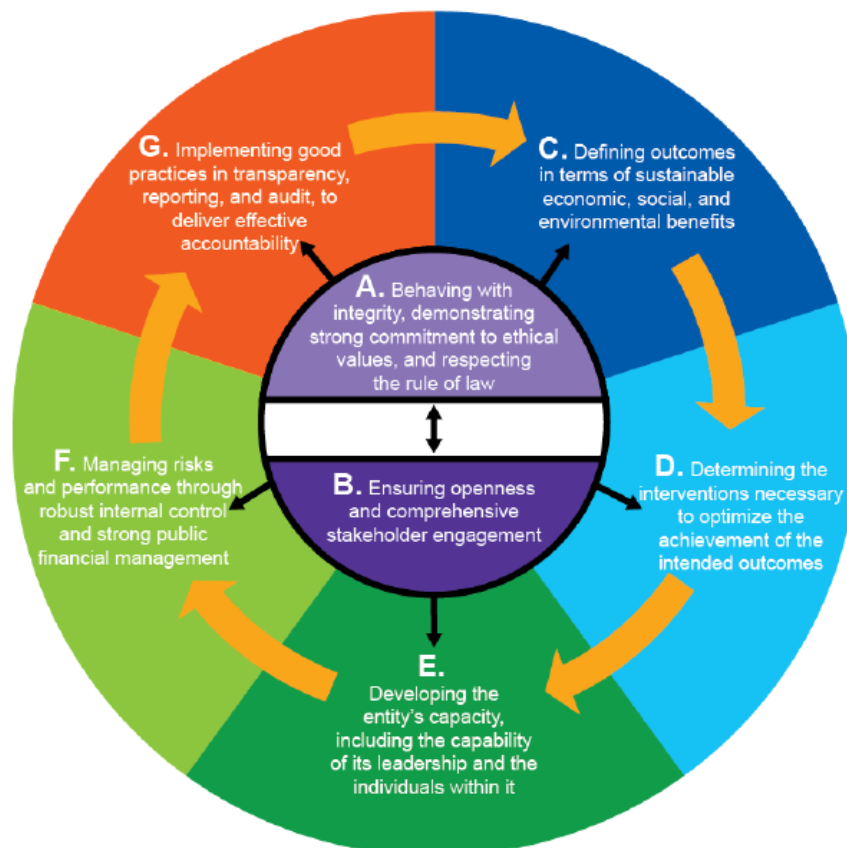 G. Implementing good
practices in transparency,
reporting, and audit, to
deliver effective
accountability
C. Defining outcomes
in terms of sustainable
economic, social, and
environmental benefits
A. Behaving with
integrity, demonstrating
strong commitment to ethical
values, and respecting
the rule of law
F. Managing risks
and performance through
robust internal control
and strong public
financial management
B. Ensuring openness
and comprehensive
stakeholder engagement
D. Determining the
interventions necessary
to optimize the
achievement of the
intended outcomes
E.
Developing the
entity's capacity,
including the capability
of its leadership and the
individuals within it